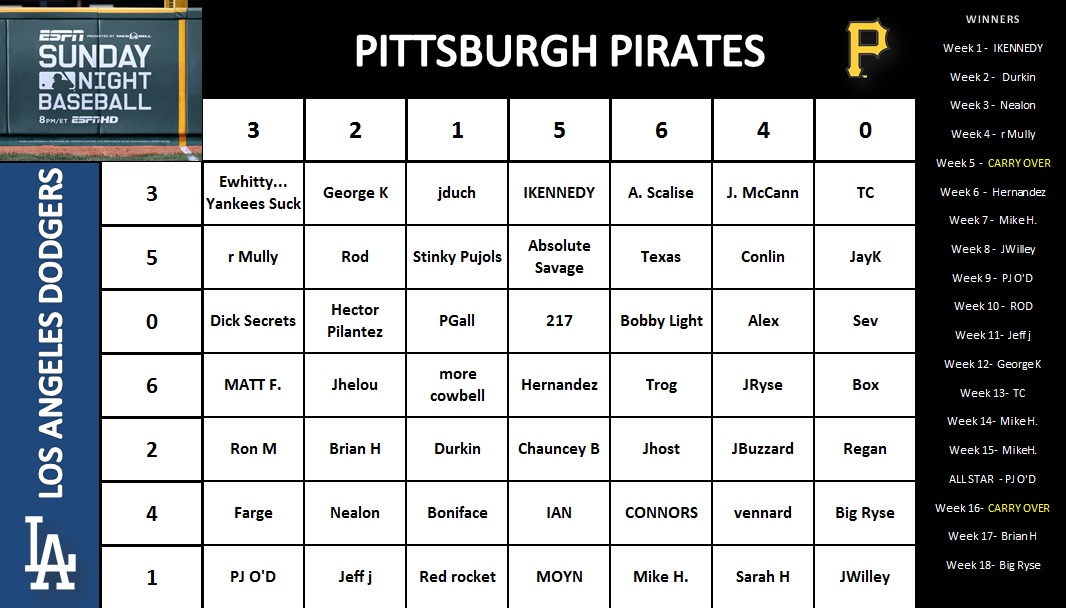 ESPN PRESENTED BY TACO BELL
SUNDAY
NIGHT
BASEBALL
8PM/ET ESPN HD
PITTSBURGH PIRATES
P
LOS ANGELES DODGERS
LA
3 2 1 5 6 4 0
3 Ewhitty... Yankees Suck George K jduch IKENNEDY A. Scalise J. McCann TC
5 r Mully Rod Stinky Pujols Absolute Savage Texas Conlin JayK
0 Dick Secrets Hector Pilantez PGall 217 Bobby Light Alex Sev
6 MATT F. Jhelou more cowbell Hernandez Trog JRyse Box
2 Ron M Brian H Durkin Chauncey B Jhost JBuzzard Regan
4 Farge Nealon Boniface IAN CONNORS vennard Big Ryse
1 PJ O'D Jeff j Red rocket MOYN Mike H. Sarah H JWilley
WINNERS
Week 1 - IKENNEDY
Week 2 - Durkin
Week 3 - Nealon
Week 4 - r Mully
Week 5 - CARRY OVER
Week 6 - Hernandez
Week 7 - Mike H.
Week 8 - JWilley
Week 9 - PJ O'D
Week 10 - ROD
Week 11- Jeff j
Week 12- George K
Week 13- TC
Week 14- Mike H.
Week 15- MikeH.
ALL STAR - PJ O'D
Week 16- CARRY OVER
Week 17- Brian H
Week 18- Big Ryse